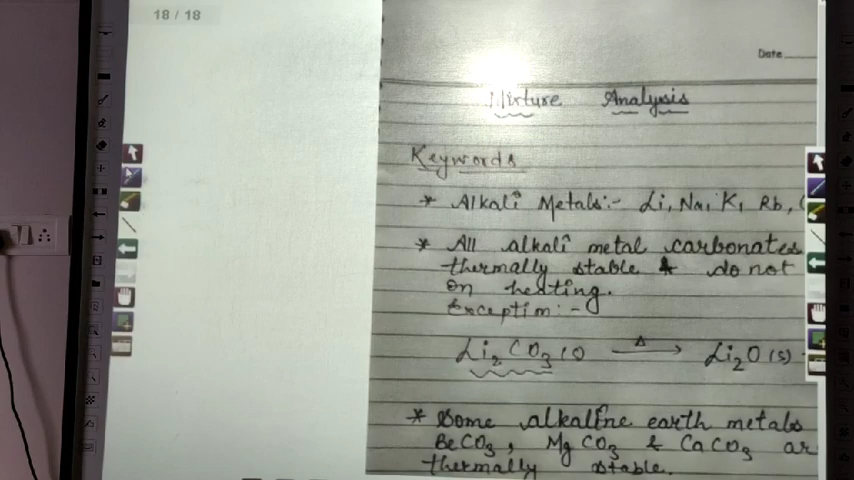 18 / 18
Date
Mixture Analysis
Keywords
* Alkali Metals:- Li, Na, K, Rb, (
* All alkali metal carbonates
thermally stable & do not
on heating.
Exception:-
Li2CO3(s) Δ→ Li2O(s)
* Some alkaline earth metals
BeCO3, MgCO3 & CaCO3 ar
thermally stable.